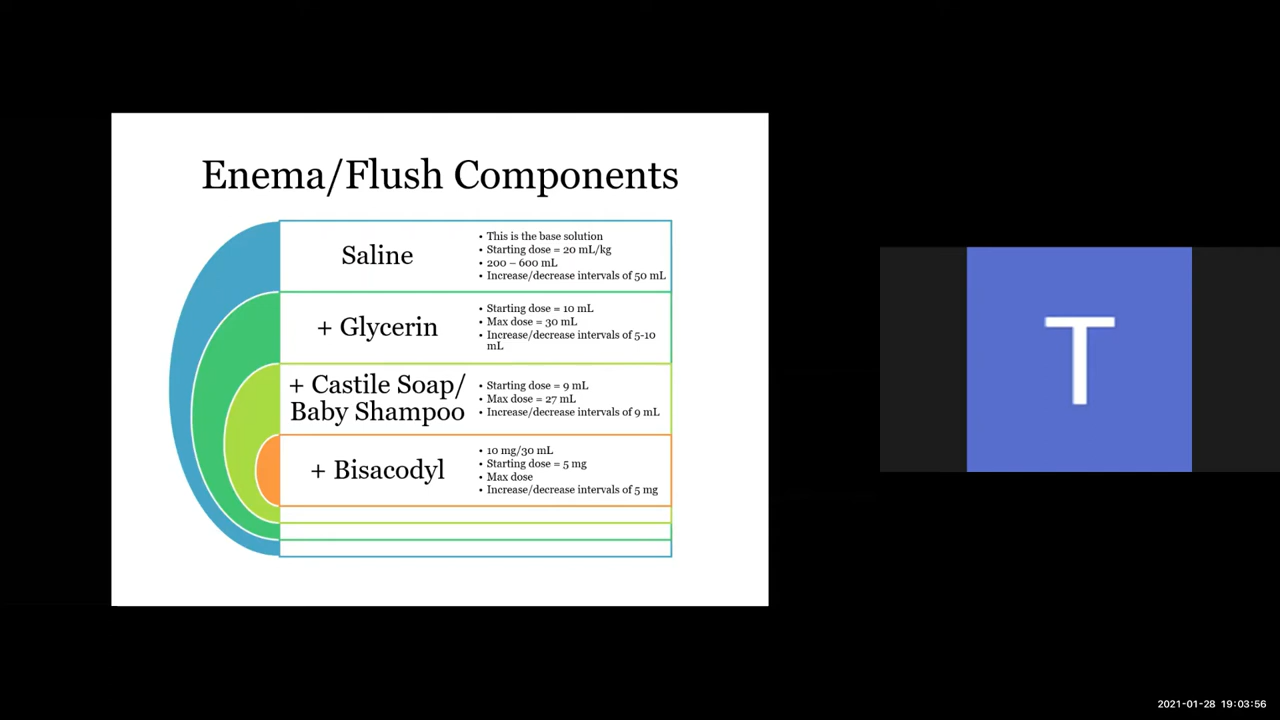 Enema/Flush Components
Saline
• This is the base solution
• Starting dose = 20 mL/kg
• 200 – 600 mL
• Increase/decrease intervals of 50 mL
+ Glycerin
• Starting dose = 10 mL
• Max dose = 30 mL
• Increase/decrease intervals of 5-10
mL
+ Castile Soap/
Baby Shampoo
• Starting dose = 9 mL
• Max dose = 27 mL
• Increase/decrease intervals of 9 mL
+ Bisacodyl
• 10 mg/30 mL
• Starting dose = 5 mg
• Max dose
• Increase/decrease intervals of 5 mg
T
2021-01-28 19:03:56